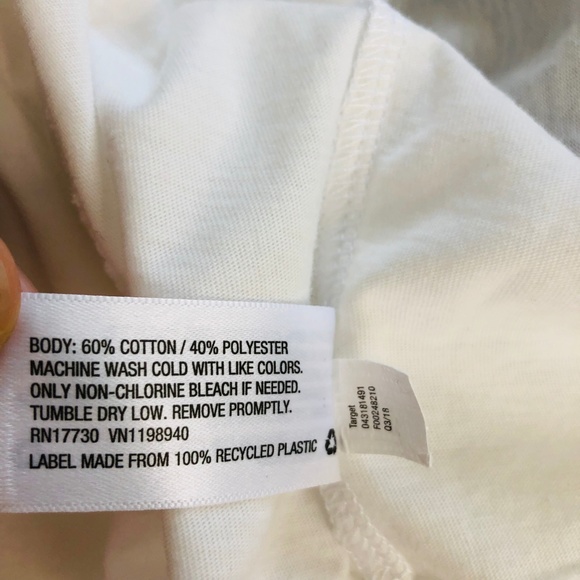 BODY: 60% COTTON / 40% POLYESTER
MACHINE WASH COLD WITH LIKE COLORS.
ONLY NON-CHLORINE BLEACH IF NEEDED.
TUMBLE DRY LOW. REMOVE PROMPTLY.
RN17730 VN1198940
LABEL MADE FROM 100% RECYCLED PLASTIC
Target
043181491
F00248210
Q3/18